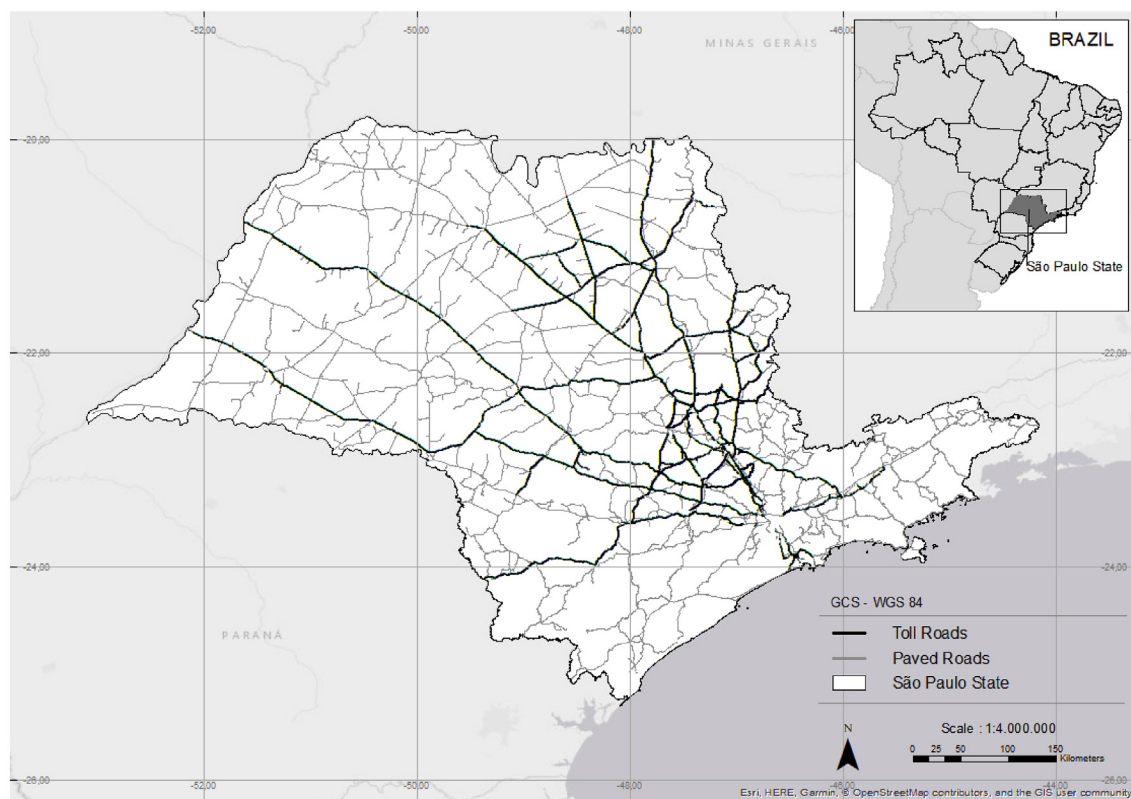 -52,00 -50,00 -48,00 -46,00
MINAS GERAIS
BRAZIL
São Paulo State
-20,00
-22,00 -22,00
-24,00 -24,00
PARANÁ
GCS - WGS 84
Toll Roads
Paved Roads
São Paulo State
N
Scale : 1:4.000.000
0 25 50 100 150
Kilometers
-26,00 -26,00
-52,00 -50,00 -48,00 -46,00 -44,00
Esri, HERE, Garmin, © OpenStreetMap contributors, and the GIS user community